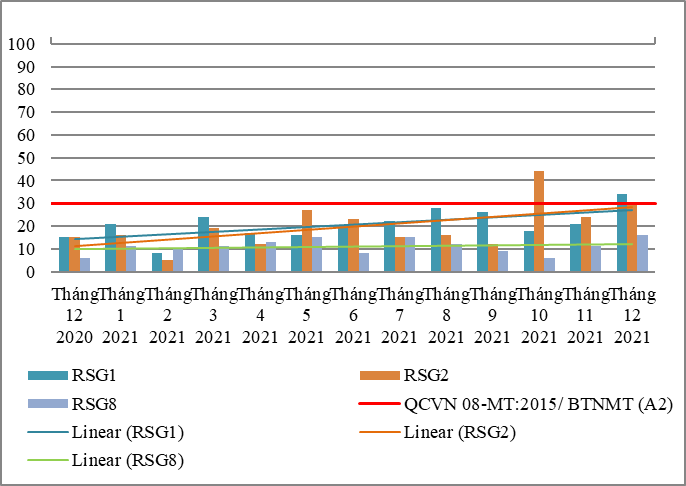 100
90
80
70
60
50
40
30
20
10
0
Tháng Tháng Tháng Tháng Tháng Tháng Tháng Tháng Tháng Tháng Tháng Tháng Tháng
12 1 2 3 4 5 6 7 8 9 10 11 12
2020 2021 2021 2021 2021 2021 2021 2021 2021 2021 2021 2021 2021
RSG1 RSG2
RSG8 QCVN 08-MT:2015/ BTNMT (A2)
Linear (RSG1) Linear (RSG2)
Linear (RSG8)